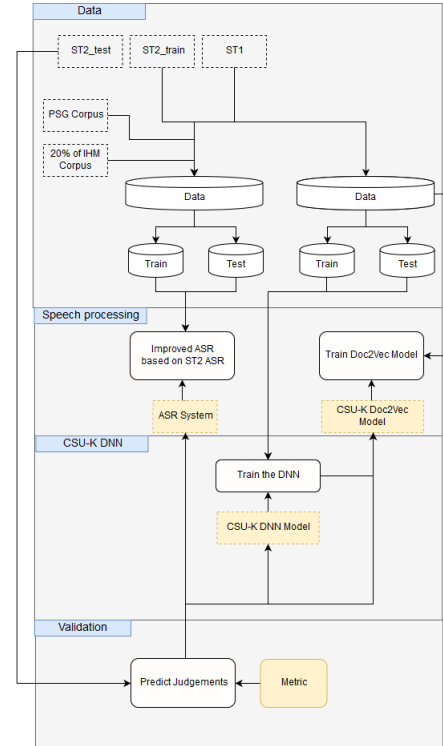 Data
ST2_test
ST2_train
ST1
PSG Corpus
20% of IHM
Corpus
Data
Data
Train
Test
Train
Test
Speech processing
Improved ASR
based on ST2 ASR
Train Doc2Vec Model
ASR System
CSU-K Doc2Vec
Model
CSU-K DNN
Train the DNN
CSU-K DNN Model
Validation
Predict Judgements
Metric